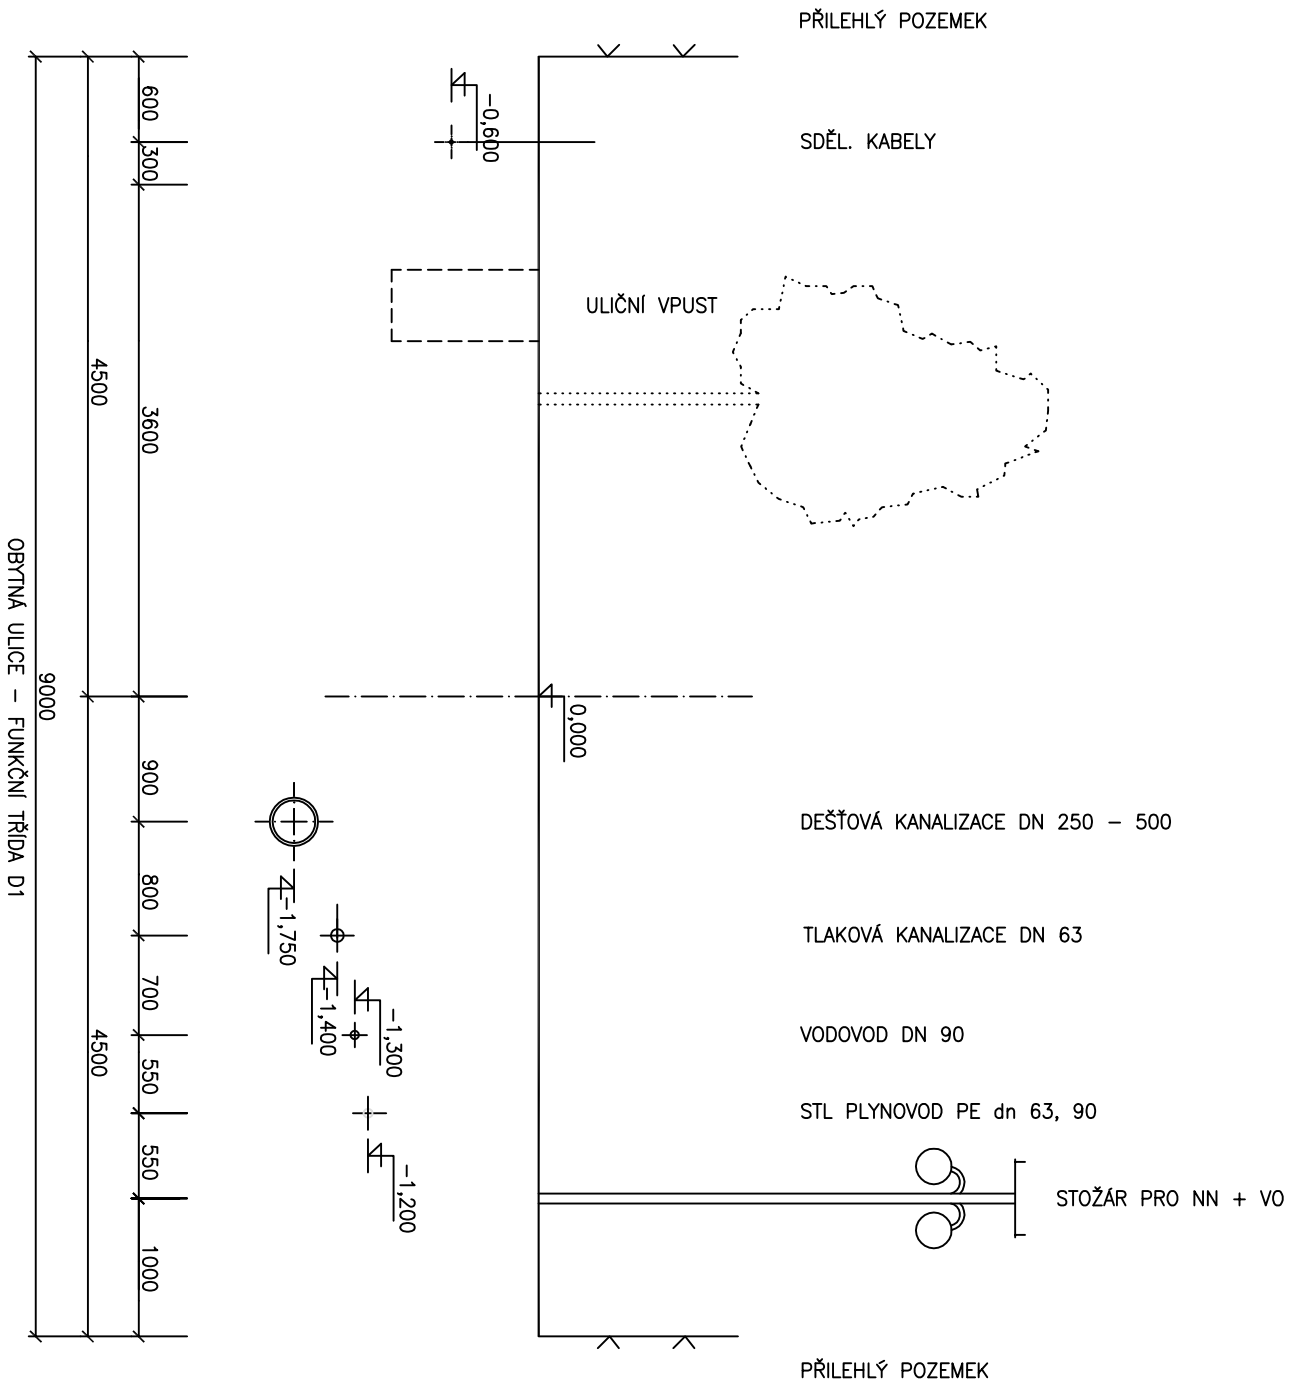 PŘILEHLÝ POZEMEK
600
-0,600
SDĚL. KABELY
300
ULIČNÍ VPUST
4500
3600
OBYTNÁ ULICE - FUNKČNÍ TŘÍDA D1
9000
0,000
900
DEŠŤOVÁ KANALIZACE DN 250 - 500
800
-1,750
TLAKOVÁ KANALIZACE DN 63
700
-1,400
-1,300
VODOVOD DN 90
4500
550
STL PLYNOVOD PE dn 63, 90
550
-1,200
STOŽÁR PRO NN + VO
1000
PŘILEHLÝ POZEMEK